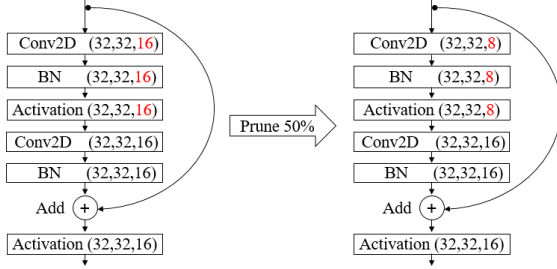 Conv2D (32,32,16)
BN (32,32,16)
Activation (32,32,16)
Conv2D (32,32,16)
BN (32,32,16)
Add +
Activation (32,32,16)
Prune 50%
Conv2D (32,32,8)
BN (32,32,8)
Activation (32,32,8)
Conv2D (32,32,16)
BN (32,32,16)
Add +
Activation (32,32,16)